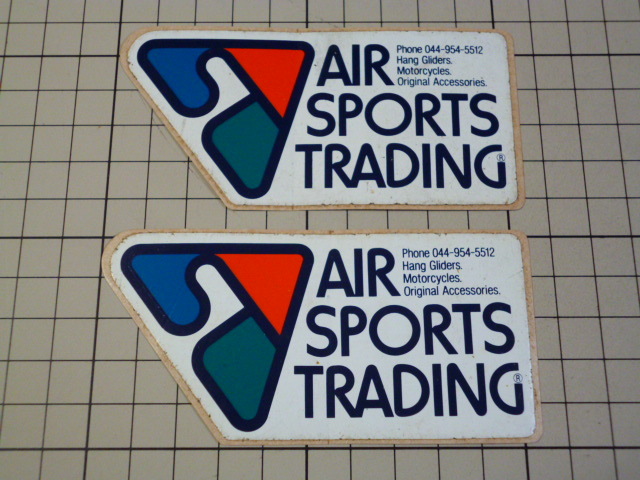 AIR
Phone 044-954-5512
Hang Gliders.
Motorcycles.
Original Accessories.
SPORTS
TRADING®
AIR
Phone 044-954-5512
Hang Gliders.
Motorcycles.
Original Accessories.
SPORTS
TRADING®